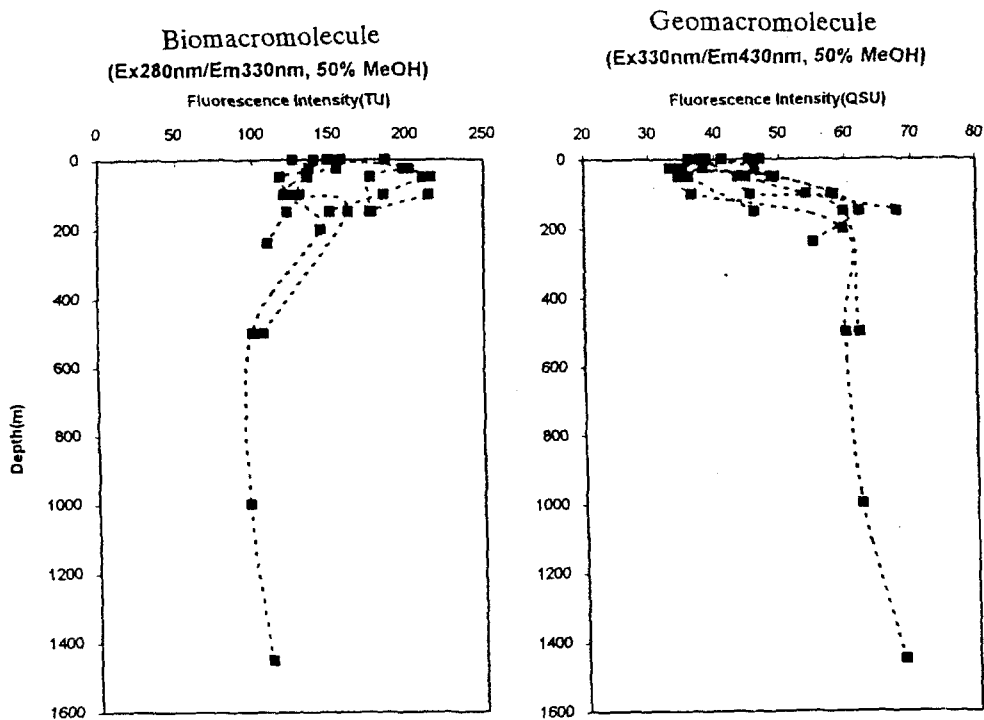 Biomacromolecule
(Ex280nm/Em330nm, 50% MeOH)
Fluorescence Intensity(TU)
0 50 100 150 200 250
0
200
400
600
800
1000
1200
1400
1600
Depth(m)
Geomacromolecule
(Ex330nm/Em430nm, 50% MeOH)
Fluorescence Intensity(QSU)
20 30 40 50 60 70 80
0
200
400
600
800
1000
1200
1400
1600